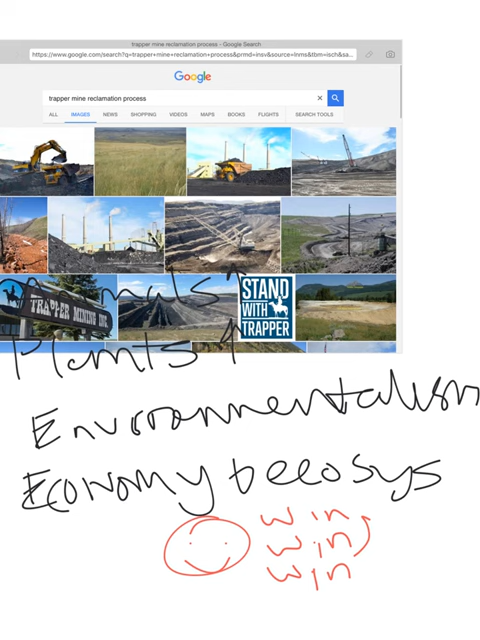 trapper mine reclamation process - Google Search
https://www.google.com/search?q=trapper+mine+reclamation+process&prmd=insv&source=lnms&tbm=isch&sa...
Google
trapper mine reclamation process
ALL IMAGES NEWS SHOPPING VIDEOS MAPS BOOKS FLIGHTS SEARCH TOOLS
TRAPPER MINING INC.
STAND
WITH
TRAPPER
Plants
Environmentalism
Economy & ecosys
win
win
win